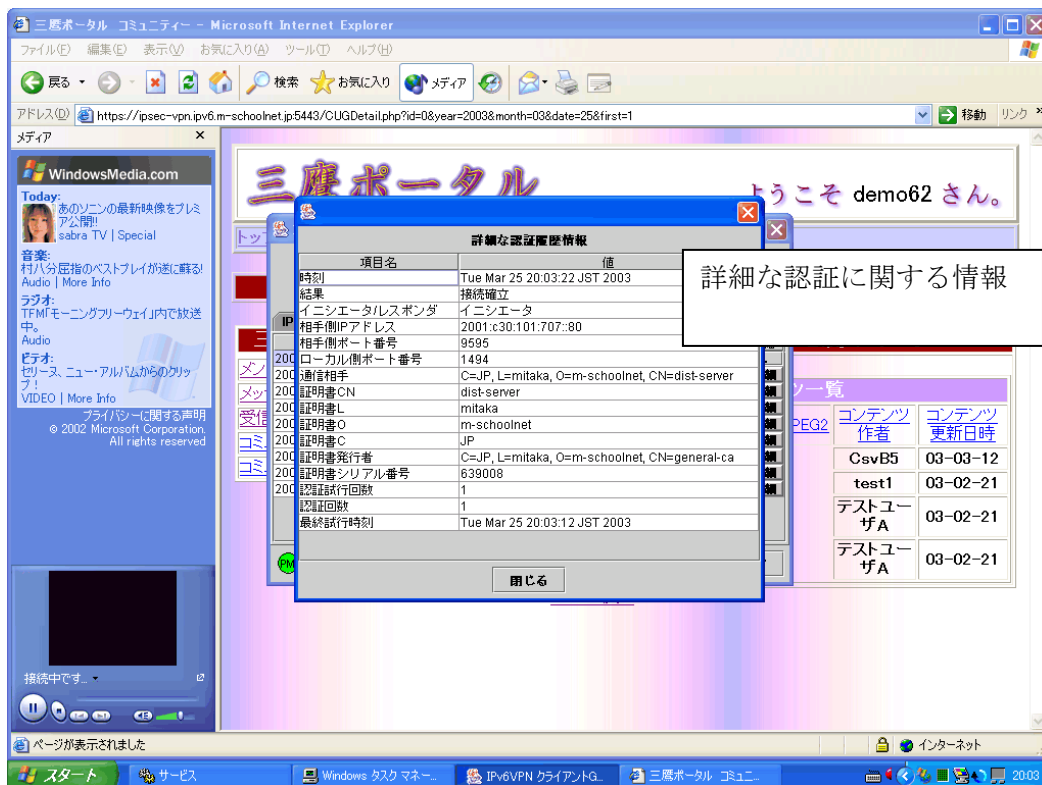 三鷹ポータル コミュニティー - Microsoft Internet Explorer
ファイル(F) 編集(E) 表示(V) お気に入り(A) ツール(T) ヘルプ(H)
戻る 検索 お気に入り メディア
アドレス(D) https://ipsec-vpn.ipv6.m-schoolnet.jp:5443/CUGDetail.php?id=0&year=2003&month=03&date=25&first=1 移動 リンク »
メディア ×
WindowsMedia.com
Today:
あのソニンの最新映像をプレミア公開!!
sabra TV | Special
音楽:
村八分屈指のベストプレイが遂に蘇る!
Audio | More Info
ラジオ:
TFM「モーニングフリーウェイ」内で放送中。
Audio
ビデオ:
セリーヌ、ニュー・アルバムからのクリップ!
VIDEO | More Info
プライバシーに関する声明
© 2002 Microsoft Corporation.
All rights reserved
接続中です...
三鷹ポータル
ようこそ demo62 さん。
詳細な認証履歴情報
項目名 値
時刻 Tue Mar 25 20:03:22 JST 2003
結果 接続確立
イニシエータ/レスポンダ イニシエータ
相手側IPアドレス 2001:c30:101:707::80
相手側ポート番号 9595
ローカル側ポート番号 1494
通信相手 C=JP, L=mitaka, O=m-schoolnet, CN=dist-server
証明書CN dist-server
証明書L mitaka
証明書O m-schoolnet
証明書C JP
証明書発行者 C=JP, L=mitaka, O=m-schoolnet, CN=general-ca
証明書シリアル番号 639008
認証試行回数 1
認証回数 1
最終試行時刻 Tue Mar 25 20:03:12 JST 2003
閉じる
詳細な認証に関する情報
ツ一覧
PEG2 コンテンツ作者 コンテンツ更新日時
CsvB5 03-03-12
test1 03-02-21
テストユーザA 03-02-21
テストユーザA 03-02-21
ページが表示されました インターネット
スタート サービス Windows タスク マネー... IPv6VPN クライアントG... 三鷹ポータル コミュニ... 20:03